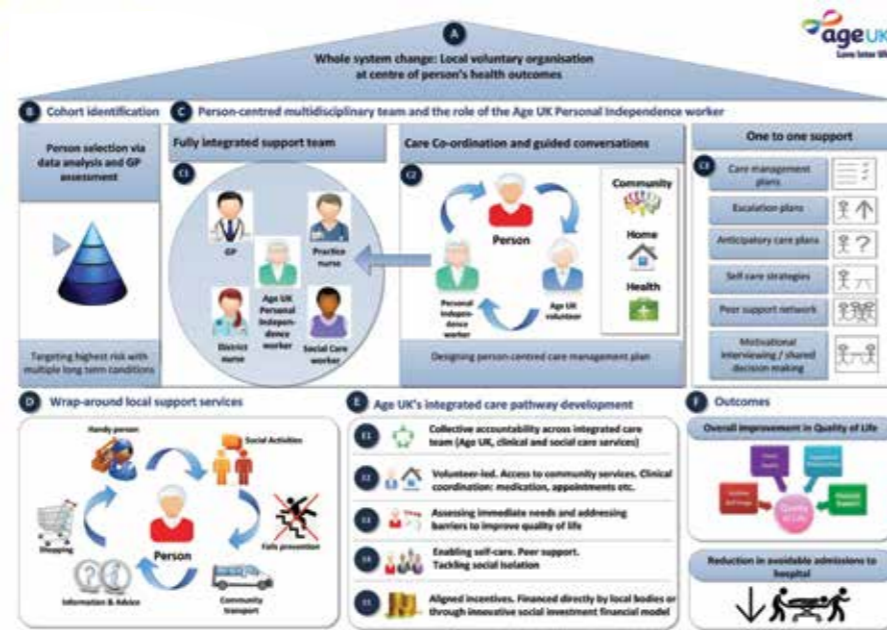 ageUK
Love later life
A
Whole system change: Local voluntary organisation
at centre of person's health outcomes
B Cohort identification
C Person-centred multidisciplinary team and the role of the Age UK Personal Independence worker
Person selection via
data analysis and GP
assessment
Targeting highest risk with
multiple long term conditions
Fully integrated support team
C1
GP
Practice
nurse
Age UK
Personal
Indepen-
dence
worker
District
nurse
Social Care
worker
Care Co-ordination and guided conversations
C2
Person
Personal
Indepen-
dence
worker
Age UK
volunteer
Community
Home
Health
Designing person-centred care management plan
One to one support
C3
Care management
plans
Escalation plans
Anticipatory care plans
Self care strategies
Peer support network
Motivational
interviewing / shared
decision making
D Wrap-around local support services
Handy person
Social Activities
Shopping
Person
Falls prevention
Information & Advice
Community
transport
E Age UK's integrated care pathway development
E1
Collective accountability across integrated care
team (Age UK, clinical and social care services)
E2
Volunteer-led. Access to community services. Clinical
coordination: medication, appointments etc.
E3
Assessing immediate needs and addressing
barriers to improve quality of life
E4
Enabling self-care. Peer support.
Tackling social isolation
E5
Aligned incentives. Financed directly by local bodies or
through innovative social investment financial model
F Outcomes
Overall improvement in Quality of Life
Quality
of Life
Reduction in avoidable admissions to
hospital